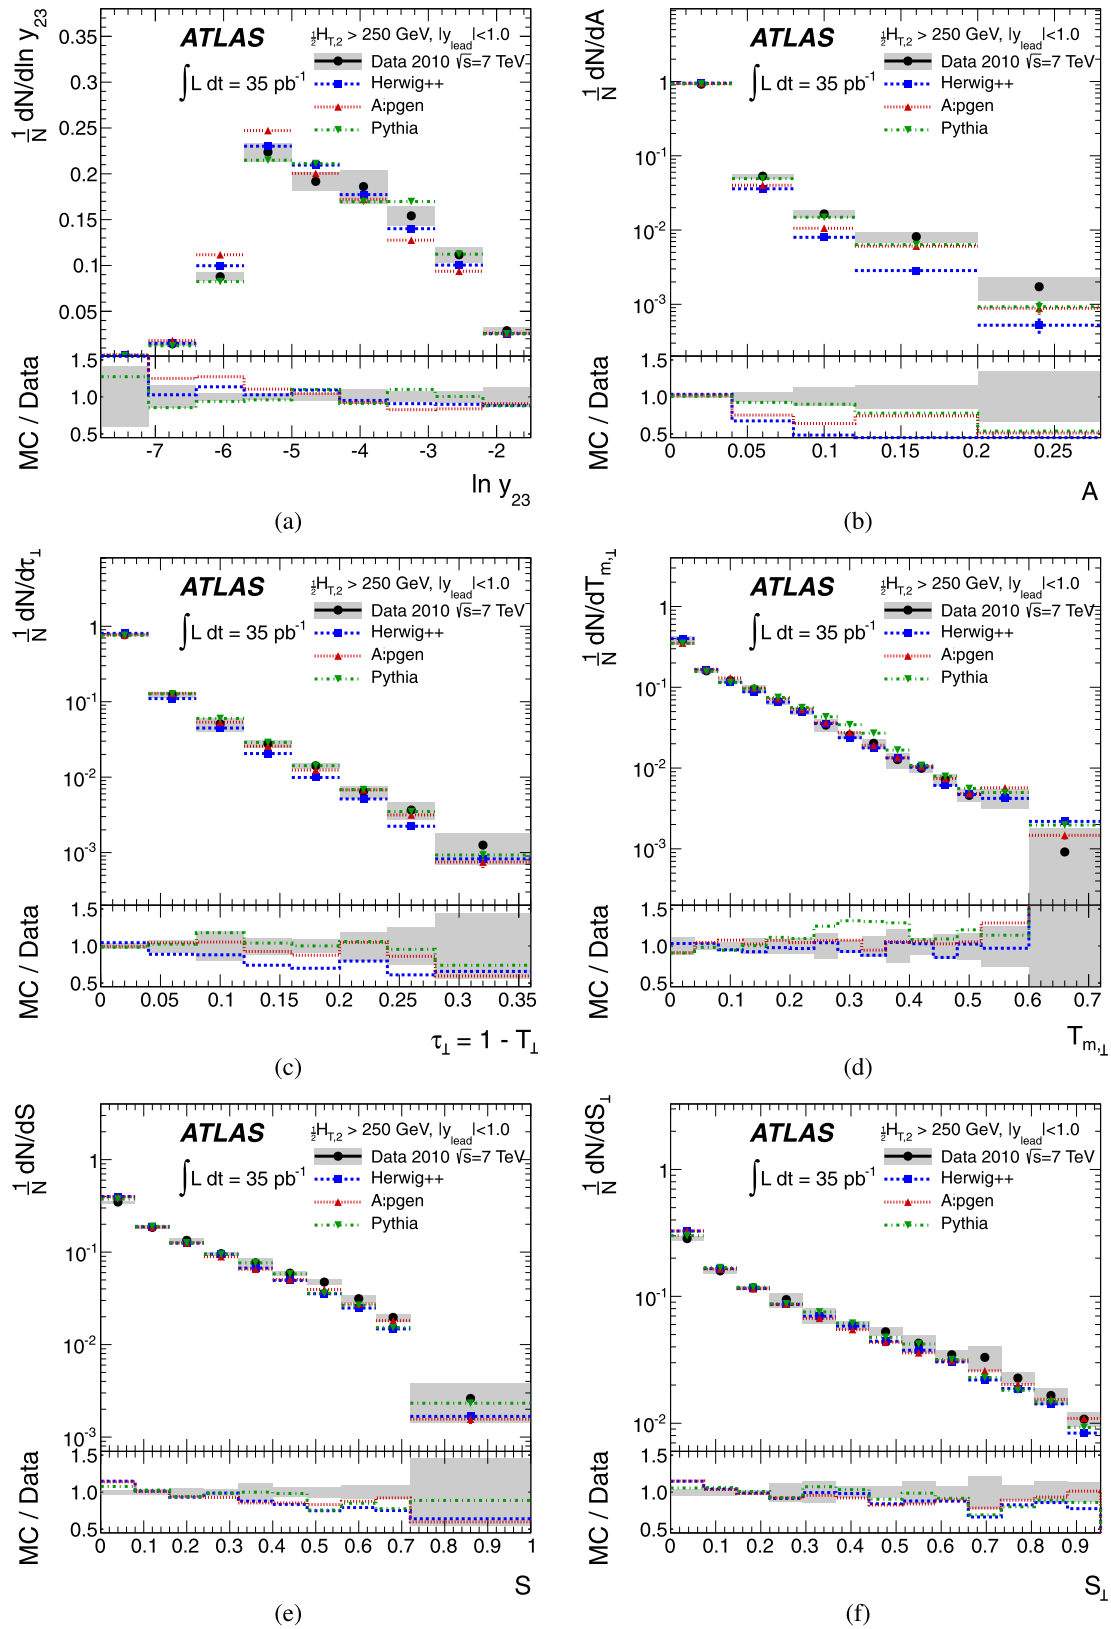 ATLAS
½H_T,2 > 250 GeV, |y_lead|<1.0
∫L dt = 35 pb⁻¹
Data 2010 √s=7 TeV
Herwig++
Alpgen
Pythia
1/N dN/dln y_23
0.35
0.3
0.25
0.2
0.15
0.1
0.05
MC / Data
1.5
1.0
0.5
-7 -6 -5 -4 -3 -2
ln y_23
(a)
ATLAS
½H_T,2 > 250 GeV, |y_lead|<1.0
∫L dt = 35 pb⁻¹
Data 2010 √s=7 TeV
Herwig++
Alpgen
Pythia
1/N dN/dA
1
10⁻¹
10⁻²
10⁻³
MC / Data
1.5
1.0
0.5
0 0.05 0.1 0.15 0.2 0.25
A
(b)
ATLAS
½H_T,2 > 250 GeV, |y_lead|<1.0
∫L dt = 35 pb⁻¹
Data 2010 √s=7 TeV
Herwig++
Alpgen
Pythia
1/N dN/dτ_⊥
1
10⁻¹
10⁻²
10⁻³
MC / Data
1.5
1.0
0.5
0 0.05 0.1 0.15 0.2 0.25 0.3 0.35
τ_⊥ = 1 - T_⊥
(c)
ATLAS
½H_T,2 > 250 GeV, |y_lead|<1.0
∫L dt = 35 pb⁻¹
Data 2010 √s=7 TeV
Herwig++
Alpgen
Pythia
1/N dN/dT_m,⊥
1
10⁻¹
10⁻²
10⁻³
MC / Data
1.5
1.0
0.5
0 0.1 0.2 0.3 0.4 0.5 0.6 0.7
T_m,⊥
(d)
ATLAS
½H_T,2 > 250 GeV, |y_lead|<1.0
∫L dt = 35 pb⁻¹
Data 2010 √s=7 TeV
Herwig++
Alpgen
Pythia
1/N dN/dS
1
10⁻¹
10⁻²
10⁻³
MC / Data
1.5
1.0
0.5
0 0.1 0.2 0.3 0.4 0.5 0.6 0.7 0.8 0.9 1
S
(e)
ATLAS
½H_T,2 > 250 GeV, |y_lead|<1.0
∫L dt = 35 pb⁻¹
Data 2010 √s=7 TeV
Herwig++
Alpgen
Pythia
1/N dN/dS_⊥
1
10⁻¹
10⁻²
MC / Data
1.5
1.0
0.5
0 0.1 0.2 0.3 0.4 0.5 0.6 0.7 0.8 0.9
S_⊥
(f)